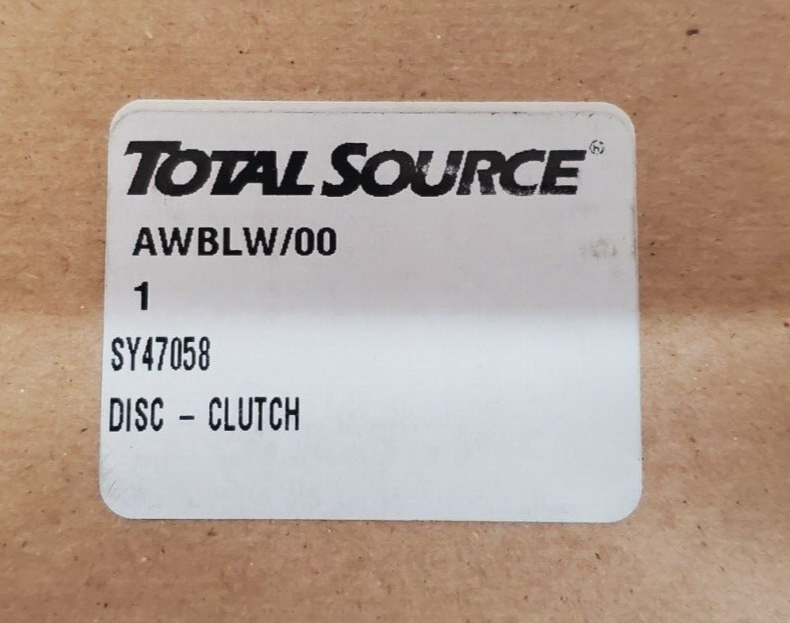 TOTAL SOURCE®
AWBLW/00
1
SY47058
DISC - CLUTCH